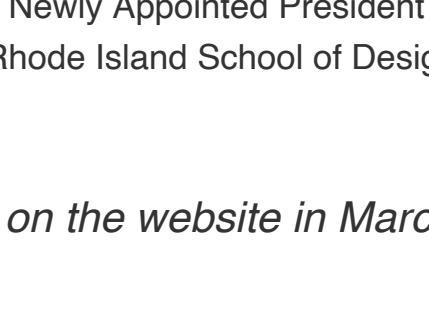 Newly Appointed President
Rhode Island School of Desig
on the website in Marc